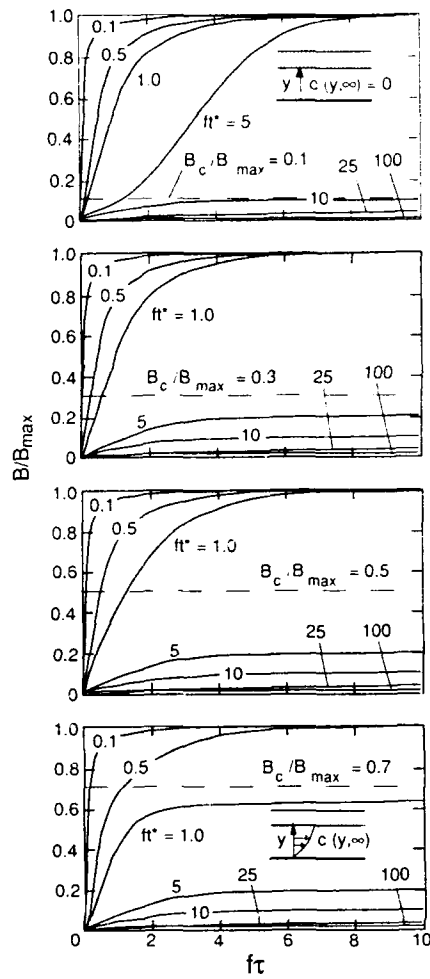 1.0
0.1
0.5
0.8
1.0
y c (y,∞) = 0
0.6
ft* = 5
0.4
B_c/B_max = 0.1
25 100
0.2
10
0
1.0
0.1
0.8
0.5
0.6
ft* = 1.0
0.4
B_c/B_max = 0.3
25 100
0.2
5
10
0
B/B_max
1.0
0.1
0.8
0.5
ft* = 1.0
0.6
B_c/B_max = 0.5
0.4
25 100
0.2
5
10
0
1.0
0.1
0.8
0.5
B_c/B_max = 0.7
0.6
ft* = 1.0
y c (y,∞)
0.4
5 25 100
0.2
10
0 2 4 6 8 10
fτ